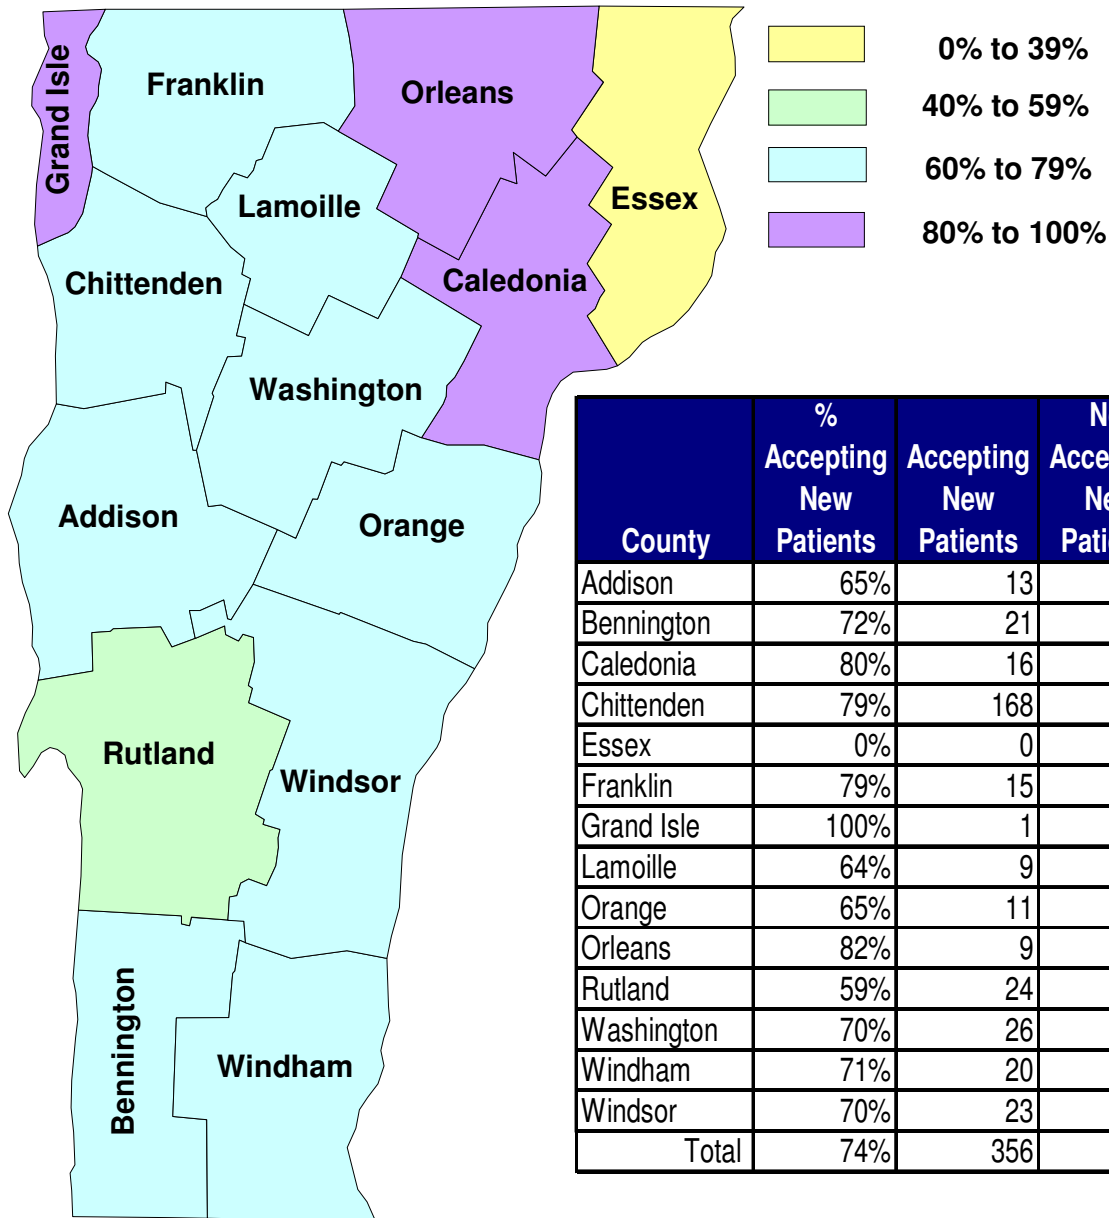 Grand Isle
Franklin
Orleans
Essex
Lamoille
Chittenden
Caledonia
Washington
Addison
Orange
Rutland
Windsor
Bennington
Windham
0% to 39%
40% to 59%
60% to 79%
80% to 100%
County % Accepting New Patients Accepting New Patients
Addison 65% 13
Bennington 72% 21
Caledonia 80% 16
Chittenden 79% 168
Essex 0% 0
Franklin 79% 15
Grand Isle 100% 1
Lamoille 64% 9
Orange 65% 11
Orleans 82% 9
Rutland 59% 24
Washington 70% 26
Windham 71% 20
Windsor 70% 23
Total 74% 356